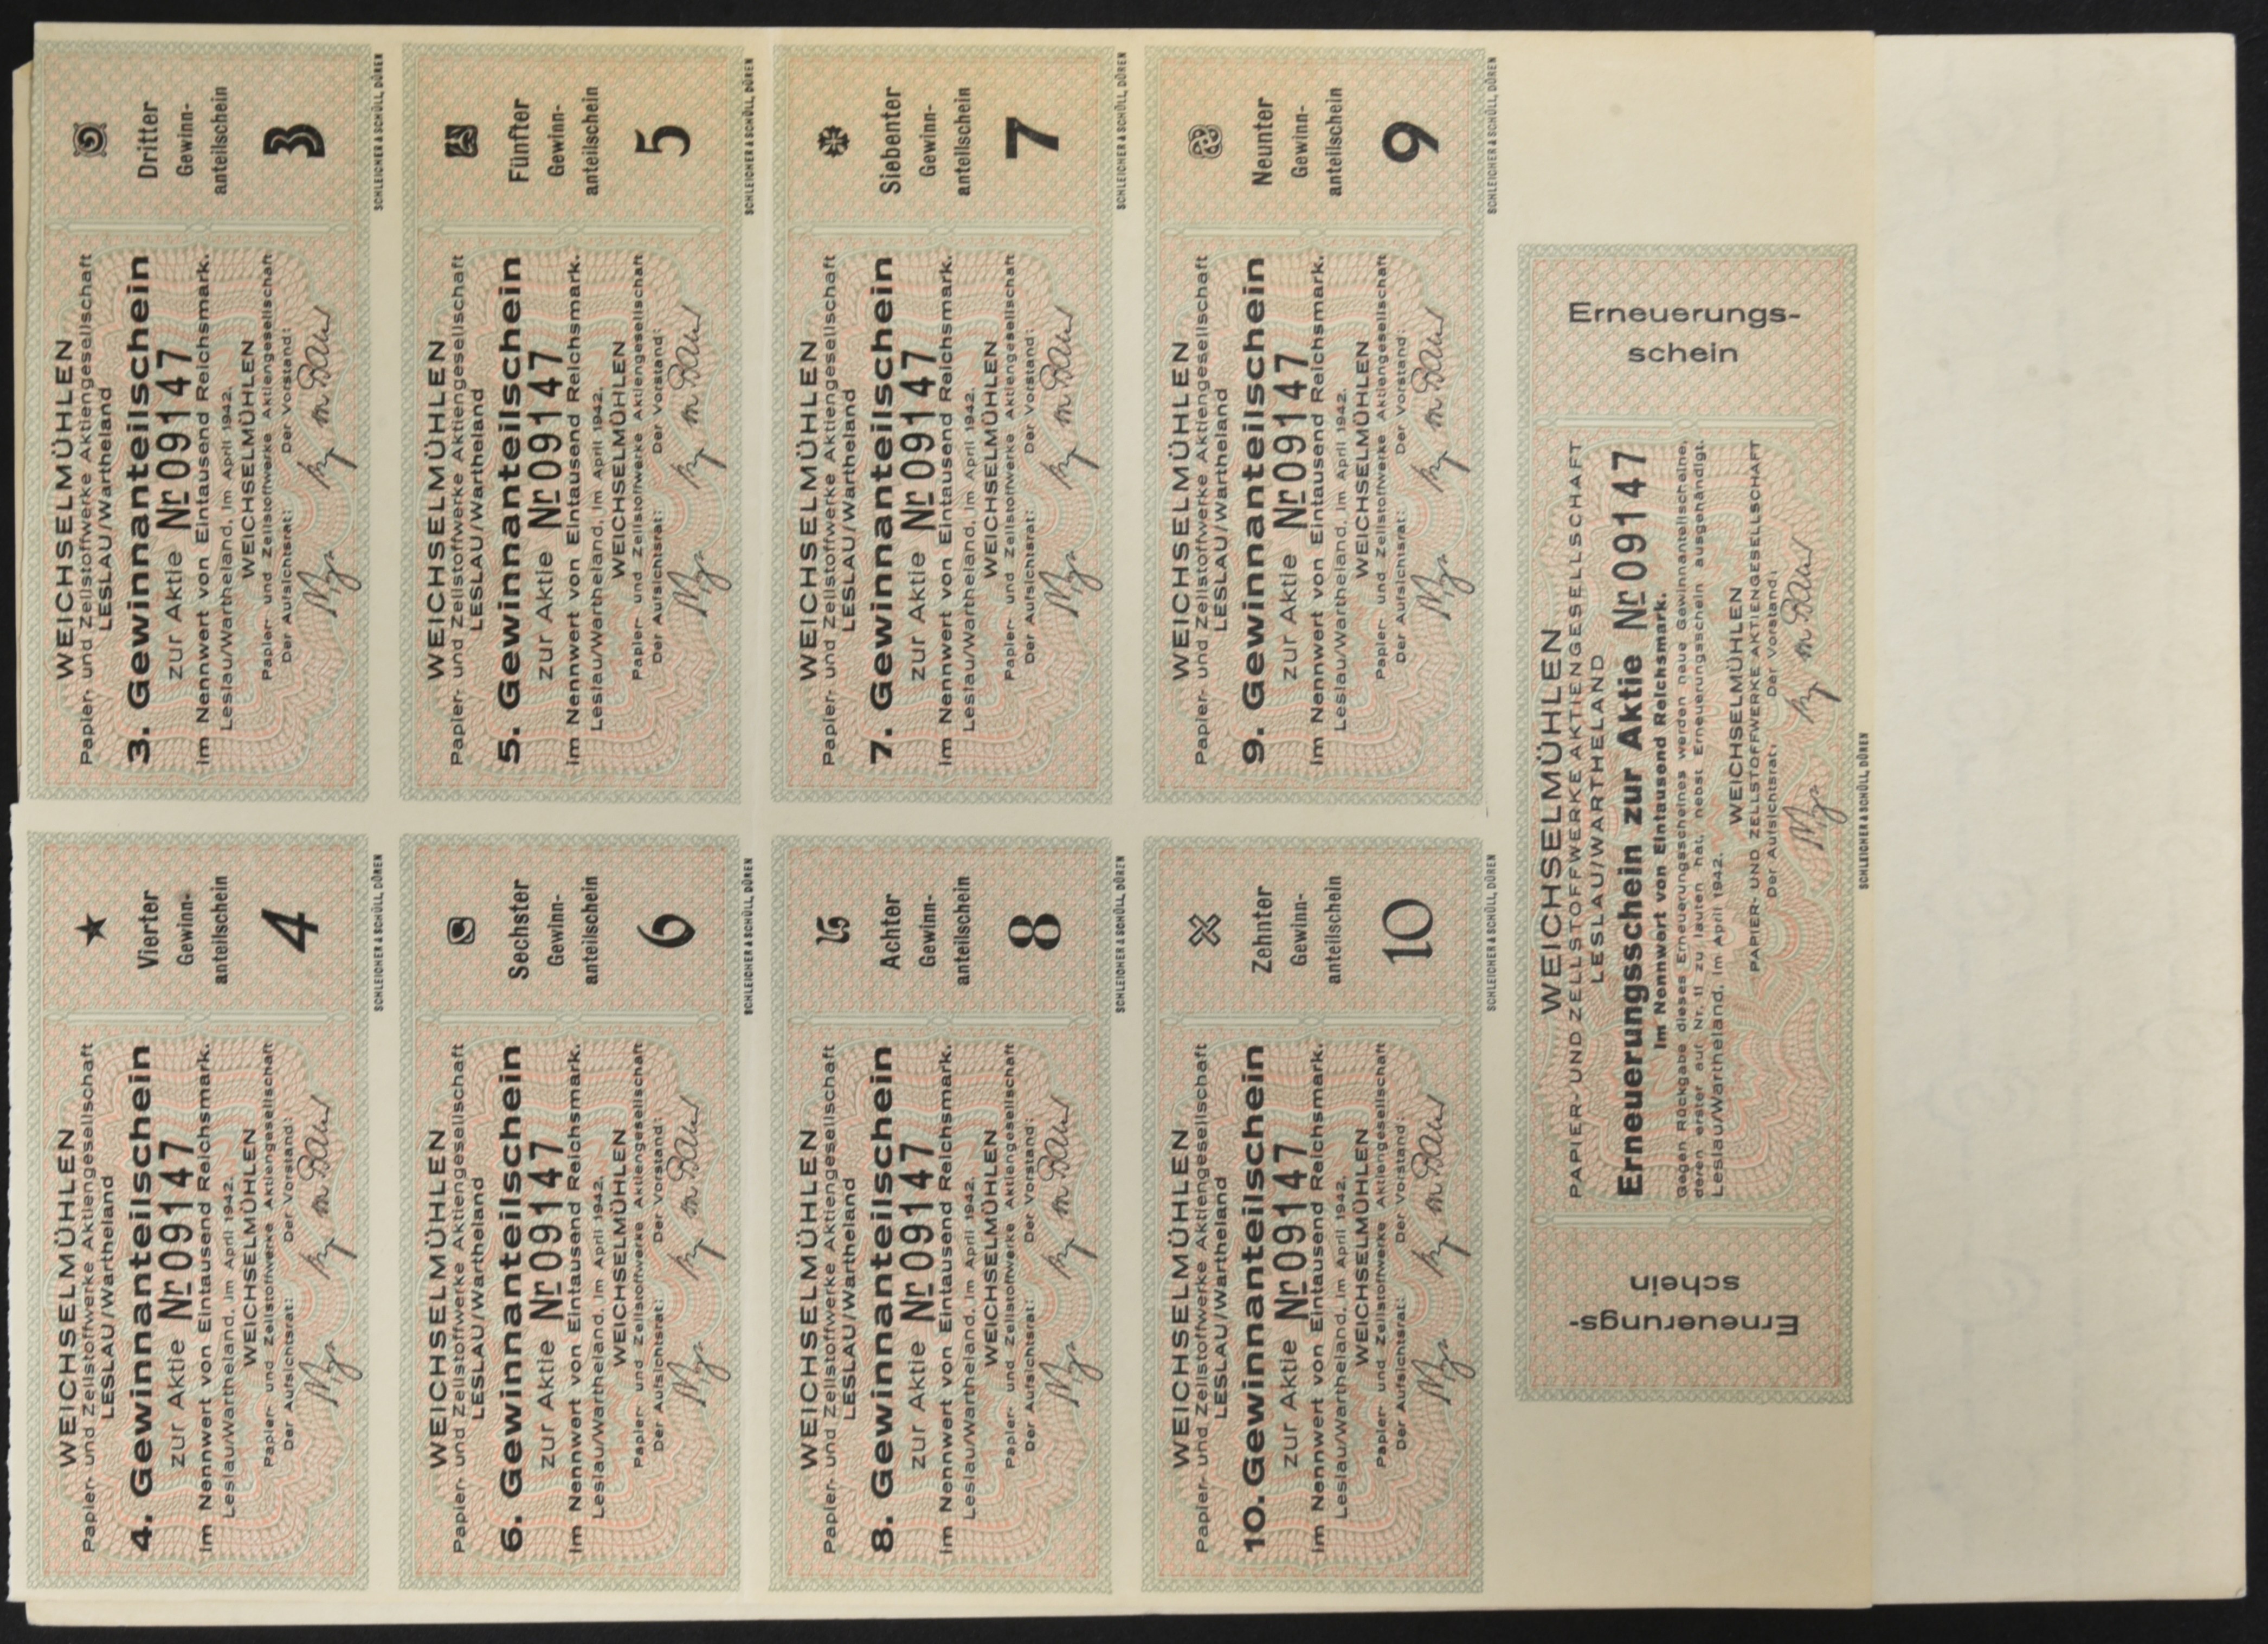 WEICHSELMÜHLEN
Papier- und Zellstoffwerke Aktiengesellschaft
LESLAU/Wartheland
3. Gewinnanteilschein
zur Aktie Nr 09147
im Nennwert von Eintausend Reichsmark.
Leslau/Wartheland, im April 1942.
WEICHSELMÜHLEN
Papier- und Zellstoffwerke Aktiengesellschaft
Der Aufsichtsrat: Der Vorstand:
Dritter
Gewinn-
anteilschein
3
SCHLEICHER & SCHÜLL, DÜREN
WEICHSELMÜHLEN
Papier- und Zellstoffwerke Aktiengesellschaft
LESLAU/Wartheland
4. Gewinnanteilschein
zur Aktie Nr 09147
im Nennwert von Eintausend Reichsmark.
Leslau/Wartheland, im April 1942.
WEICHSELMÜHLEN
Papier- und Zellstoffwerke Aktiengesellschaft
Der Aufsichtsrat: Der Vorstand:
Vierter
Gewinn-
anteilschein
4
SCHLEICHER & SCHÜLL, DÜREN
WEICHSELMÜHLEN
Papier- und Zellstoffwerke Aktiengesellschaft
LESLAU/Wartheland
5. Gewinnanteilschein
zur Aktie Nr 09147
im Nennwert von Eintausend Reichsmark.
Leslau/Wartheland, im April 1942.
WEICHSELMÜHLEN
Papier- und Zellstoffwerke Aktiengesellschaft
Der Aufsichtsrat: Der Vorstand:
Fünfter
Gewinn-
anteilschein
5
SCHLEICHER & SCHÜLL, DÜREN
WEICHSELMÜHLEN
Papier- und Zellstoffwerke Aktiengesellschaft
LESLAU/Wartheland
6. Gewinnanteilschein
zur Aktie Nr 09147
im Nennwert von Eintausend Reichsmark.
Leslau/Wartheland, im April 1942.
WEICHSELMÜHLEN
Papier- und Zellstoffwerke Aktiengesellschaft
Der Aufsichtsrat: Der Vorstand:
Sechster
Gewinn-
anteilschein
6
SCHLEICHER & SCHÜLL, DÜREN
WEICHSELMÜHLEN
Papier- und Zellstoffwerke Aktiengesellschaft
LESLAU/Wartheland
7. Gewinnanteilschein
zur Aktie Nr 09147
im Nennwert von Eintausend Reichsmark.
Leslau/Wartheland, im April 1942.
WEICHSELMÜHLEN
Papier- und Zellstoffwerke Aktiengesellschaft
Der Aufsichtsrat: Der Vorstand:
Siebenter
Gewinn-
anteilschein
7
SCHLEICHER & SCHÜLL, DÜREN
WEICHSELMÜHLEN
Papier- und Zellstoffwerke Aktiengesellschaft
LESLAU/Wartheland
8. Gewinnanteilschein
zur Aktie Nr 09147
im Nennwert von Eintausend Reichsmark.
Leslau/Wartheland, im April 1942.
WEICHSELMÜHLEN
Papier- und Zellstoffwerke Aktiengesellschaft
Der Aufsichtsrat: Der Vorstand:
Achter
Gewinn-
anteilschein
8
SCHLEICHER & SCHÜLL, DÜREN
WEICHSELMÜHLEN
Papier- und Zellstoffwerke Aktiengesellschaft
LESLAU/Wartheland
9. Gewinnanteilschein
zur Aktie Nr 09147
im Nennwert von Eintausend Reichsmark.
Leslau/Wartheland, im April 1942.
WEICHSELMÜHLEN
Papier- und Zellstoffwerke Aktiengesellschaft
Der Aufsichtsrat: Der Vorstand:
Neunter
Gewinn-
anteilschein
9
SCHLEICHER & SCHÜLL, DÜREN
WEICHSELMÜHLEN
Papier- und Zellstoffwerke Aktiengesellschaft
LESLAU/Wartheland
10. Gewinnanteilschein
zur Aktie Nr 09147
im Nennwert von Eintausend Reichsmark.
Leslau/Wartheland, im April 1942.
WEICHSELMÜHLEN
Papier- und Zellstoffwerke Aktiengesellschaft
Der Aufsichtsrat: Der Vorstand:
Zehnter
Gewinn-
anteilschein
10
SCHLEICHER & SCHÜLL, DÜREN
Erneuerungs-
schein
WEICHSELMÜHLEN
PAPIER- UND ZELLSTOFFWERKE AKTIENGESELLSCHAFT
LESLAU/WARTHELAND
Erneuerungsschein zur Aktie Nr 09147
im Nennwert von Eintausend Reichsmark.
Gegen Rückgabe dieses Erneuerungsscheines werden neue Gewinnanteilscheine,
deren erster auf Nr. 11 zu lauten hat, nebst Erneuerungsschein ausgehändigt.
Leslau/Wartheland, im April 1942.
WEICHSELMÜHLEN
PAPIER- UND ZELLSTOFFWERKE AKTIENGESELLSCHAFT
Der Aufsichtsrat: Der Vorstand:
Erneuerungs-
schein
SCHLEICHER & SCHÜLL, DÜREN